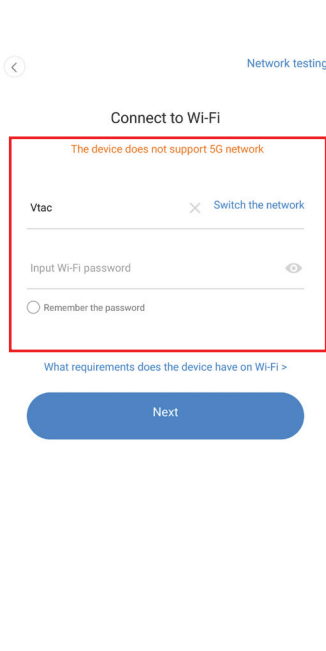 Network testing
Connect to Wi-Fi
The device does not support 5G network
Vtac
Switch the network
Input Wi-Fi password
Remember the password
What requirements does the device have on Wi-Fi >
Next